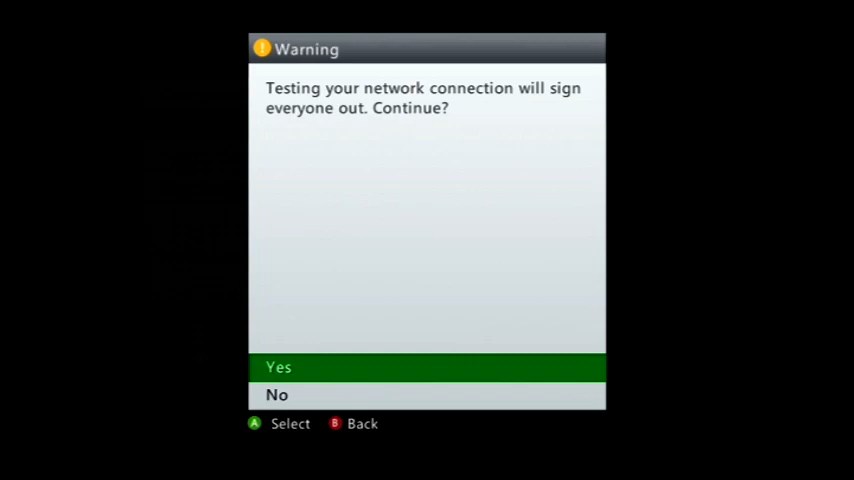 Warning
Testing your network connection will sign
everyone out. Continue?
Yes
No
A Select B Back